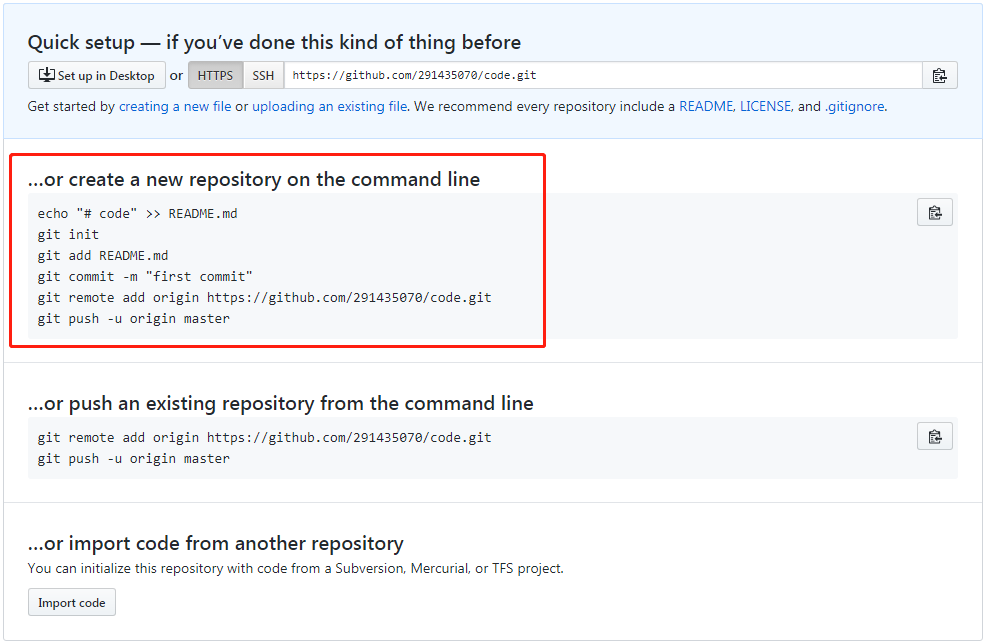 Quick setup — if you’ve done this kind of thing before
Set up in Desktop or HTTPS SSH https://github.com/291435070/code.git
Get started by creating a new file or uploading an existing file. We recommend every repository include a README, LICENSE, and .gitignore.
…or create a new repository on the command line
echo "# code" >> README.md
git init
git add README.md
git commit -m "first commit"
git remote add origin https://github.com/291435070/code.git
git push -u origin master
…or push an existing repository from the command line
git remote add origin https://github.com/291435070/code.git
git push -u origin master
…or import code from another repository
You can initialize this repository with code from a Subversion, Mercurial, or TFS project.
Import code